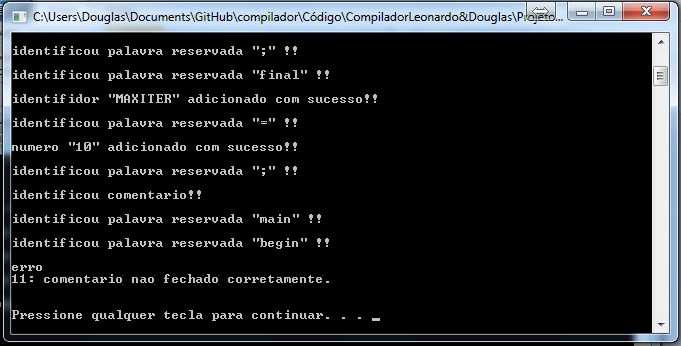 C:\Users\Douglas\Documents\GitHub\compilador\Código\CompiladorLeonardo&Douglas\Projeto...
identificou palavra reservada ";" !!
identificou palavra reservada "final" !!
identifidor "MAXITER" adicionado com sucesso!!
identificou palavra reservada "=" !!
numero "10" adicionado com sucesso!!
identificou palavra reservada ";" !!
identificou comentario!!
identificou palavra reservada "main" !!
identificou palavra reservada "begin" !!
erro
11: comentario nao fechado corretamente.
Pressione qualquer tecla para continuar. . . _